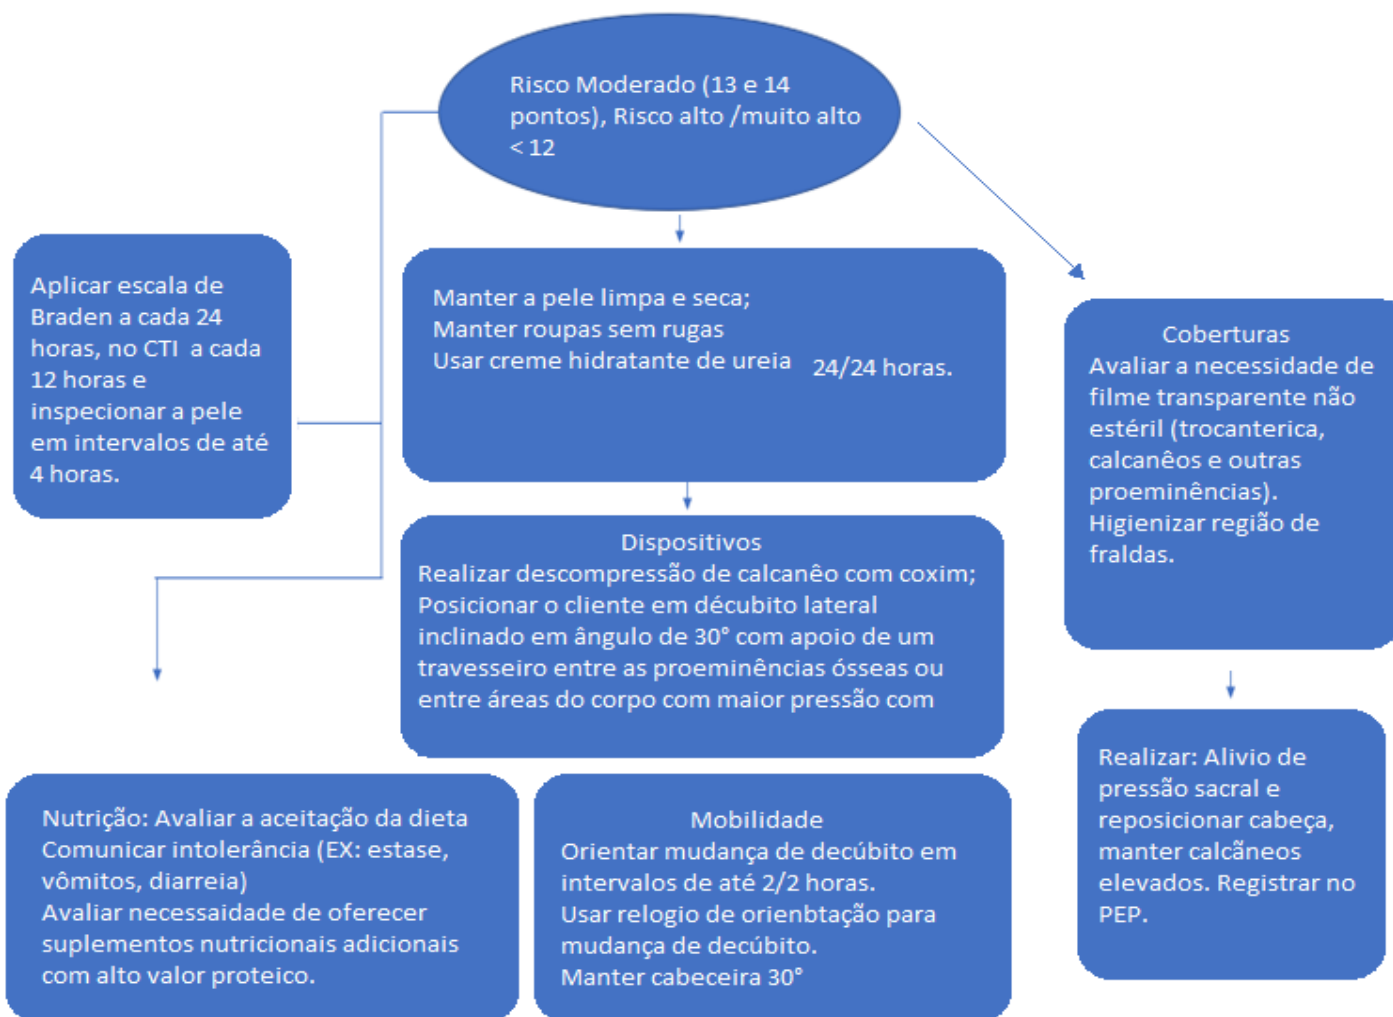 Risco Moderado (13 e 14
pontos), Risco alto /muito alto
< 12
Aplicar escala de
Braden a cada 24
horas, no CTI a cada
12 horas e
inspecionar a pele
em intervalos de até
4 horas.
Manter a pele limpa e seca;
Manter roupas sem rugas
Usar creme hidratante de ureia 24/24 horas.
Coberturas
Avaliar a necessidade de
filme transparente não
estéril (trocanterica,
calcanêos e outras
proeminências).
Higienizar região de
fraldas.
Dispositivos
Realizar descompressão de calcanêo com coxim;
Posicionar o cliente em décubito lateral
inclinado em ângulo de 30° com apoio de um
travesseiro entre as proeminências ósseas ou
entre áreas do corpo com maior pressão com
Nutrição: Avaliar a aceitação da dieta
Comunicar intolerância (EX: estase,
vômitos, diarreia)
Avaliar necessaidade de oferecer
suplementos nutricionais adicionais
com alto valor proteico.
Mobilidade
Orientar mudança de decúbito em
intervalos de até 2/2 horas.
Usar relogio de orienbtação para
mudança de decúbito.
Manter cabeceira 30°
Realizar: Alivio de
pressão sacral e
reposicionar cabeça,
manter calcãneos
elevados. Registrar no
PEP.